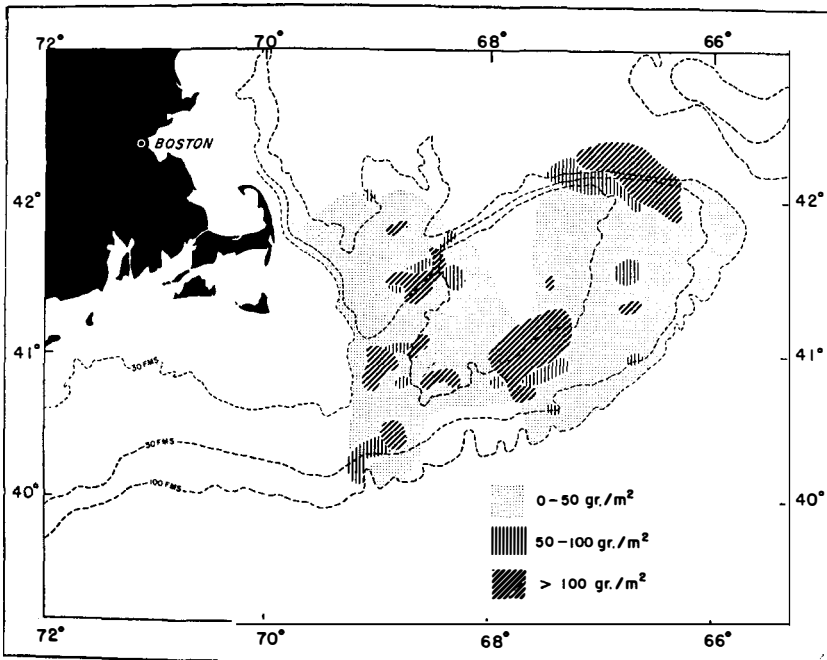 72° 70° 68° 66°
BOSTON
42° 42°
41° 41°
30 FMS
50 FMS
100 FMS
40° 40°
0-50 gr./m²
50-100 gr./m²
> 100 gr./m²
72° 70° 68° 66°